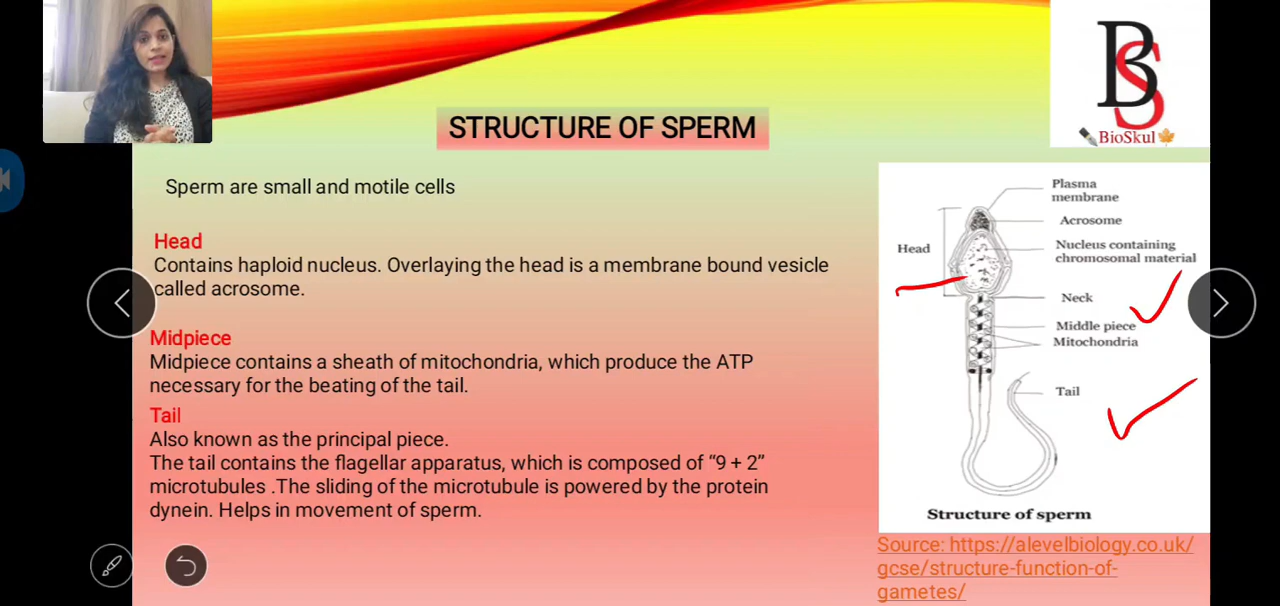 BS
BioSkul
STRUCTURE OF SPERM
Sperm are small and motile cells
Head
Contains haploid nucleus. Overlaying the head is a membrane bound vesicle
called acrosome.
Midpiece
Midpiece contains a sheath of mitochondria, which produce the ATP
necessary for the beating of the tail.
Tail
Also known as the principal piece.
The tail contains the flagellar apparatus, which is composed of “9 + 2”
microtubules .The sliding of the microtubule is powered by the protein
dynein. Helps in movement of sperm.
Plasma
membrane
Acrosome
Head
Nucleus containing
chromosomal material
Neck
Middle piece
Mitochondria
Tail
Structure of sperm
Source: https://alevelbiology.co.uk/
gcse/structure-function-of-
gametes/